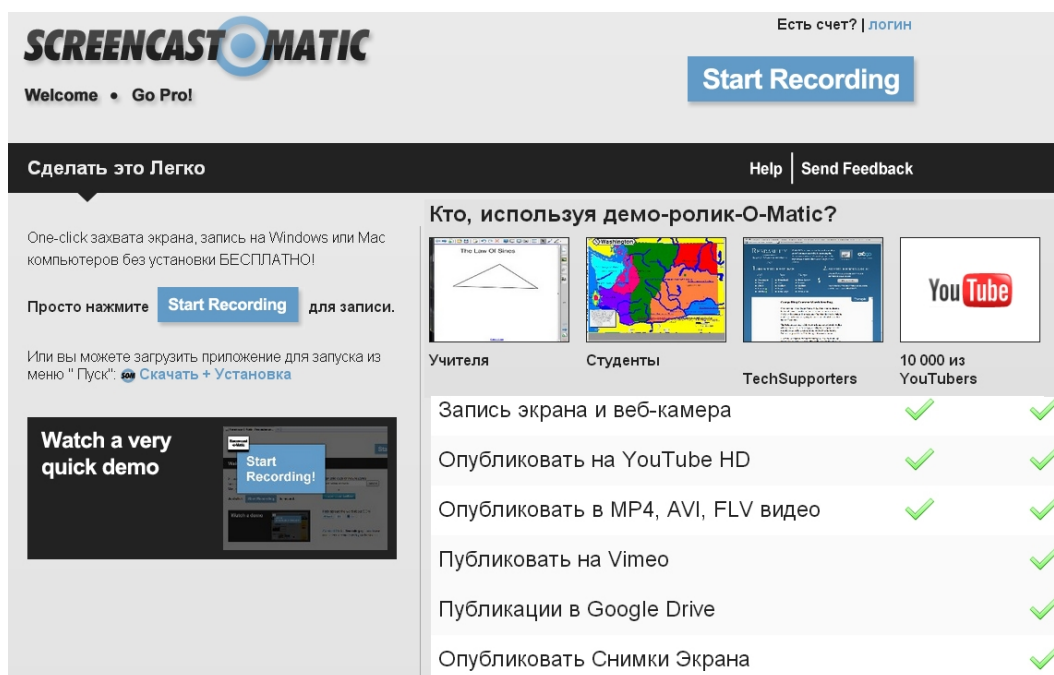 SCREENCAST O MATIC
Есть счет? | логин
Start Recording
Welcome • Go Pro!
Сделать это Легко
Help | Send Feedback
One-click захвата экрана, запись на Windows или Mac
компьютеров без установки БЕСПЛАТНО!
Просто нажмите Start Recording для записи.
Или вы можете загрузить приложение для запуска из
меню " Пуск": SOM Скачать + Установка
Watch a very
quick demo
Start
Recording!
Кто, используя демо-ролик-O-Matic?
The Law Of Sines
Washington
YouTube
Учителя
Студенты
TechSupporters
10 000 из
YouTubers
Запись экрана и веб-камера
Опубликовать на YouTube HD
Опубликовать в MP4, AVI, FLV видео
Публиковать на Vimeo
Публикации в Google Drive
Опубликовать Снимки Экрана